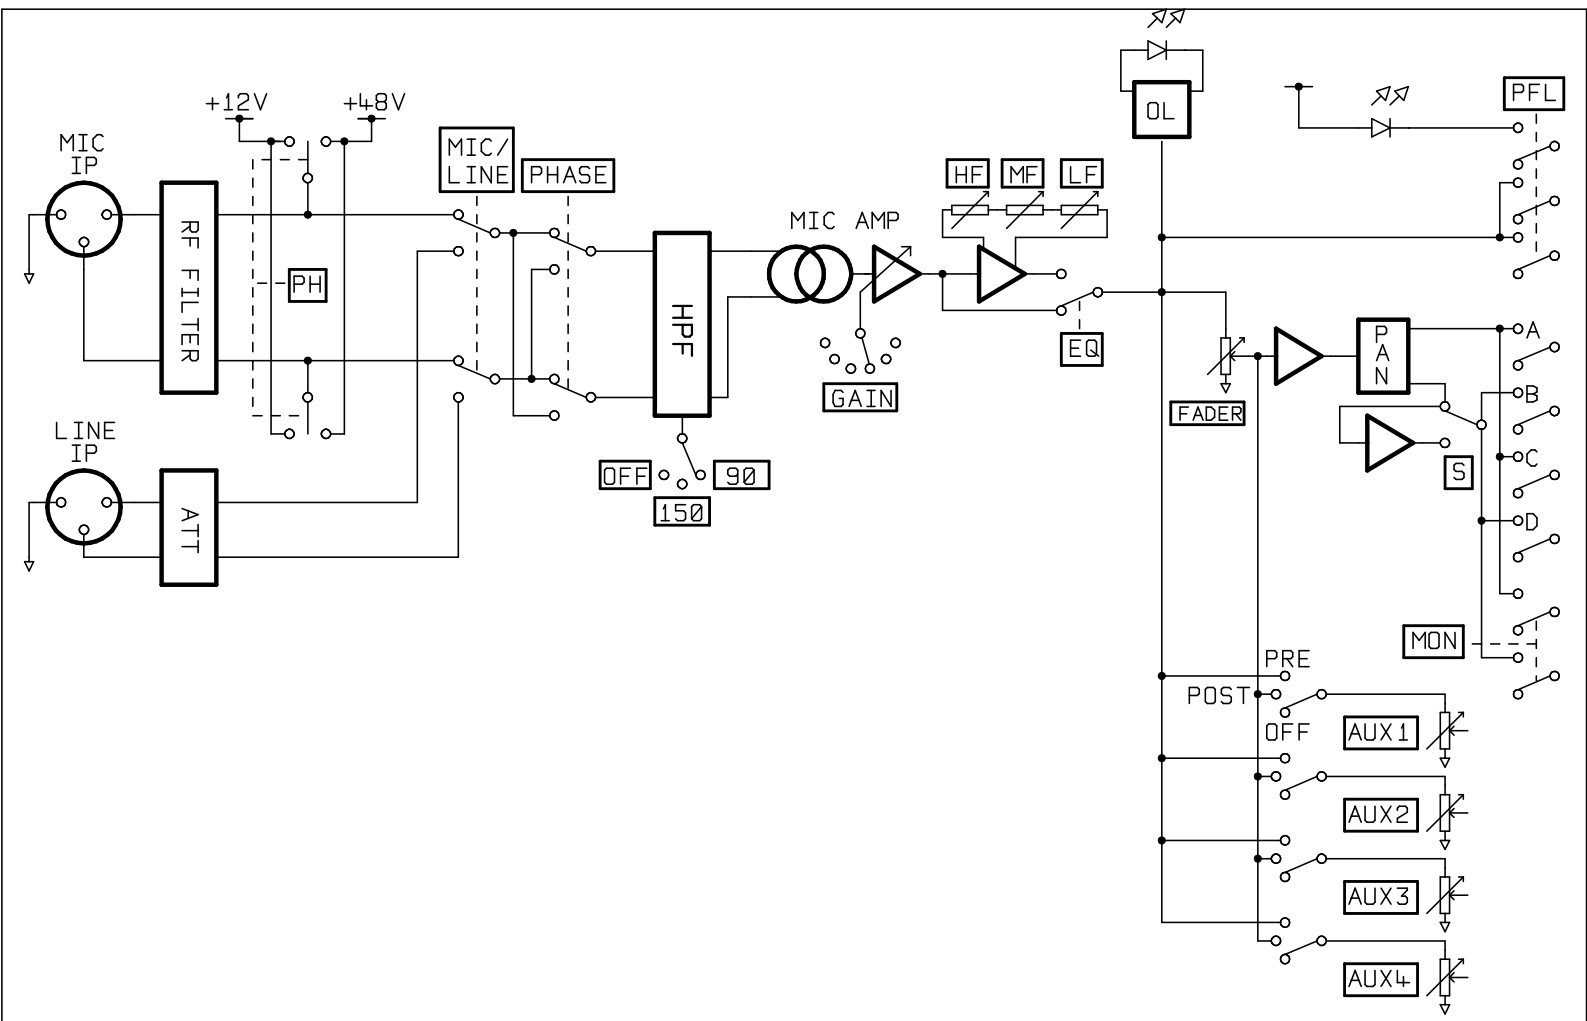 +12V
+48V
MIC
IP
MIC/
LINE
PHASE
RF FILTER
PH
LINE
IP
ATT
HPF
OFF
150
90
MIC AMP
GAIN
HF
MF
LF
EQ
OL
PFL
FADER
PAN
S
A
B
C
D
MON
PRE
POST
OFF
AUX1
AUX2
AUX3
AUX4